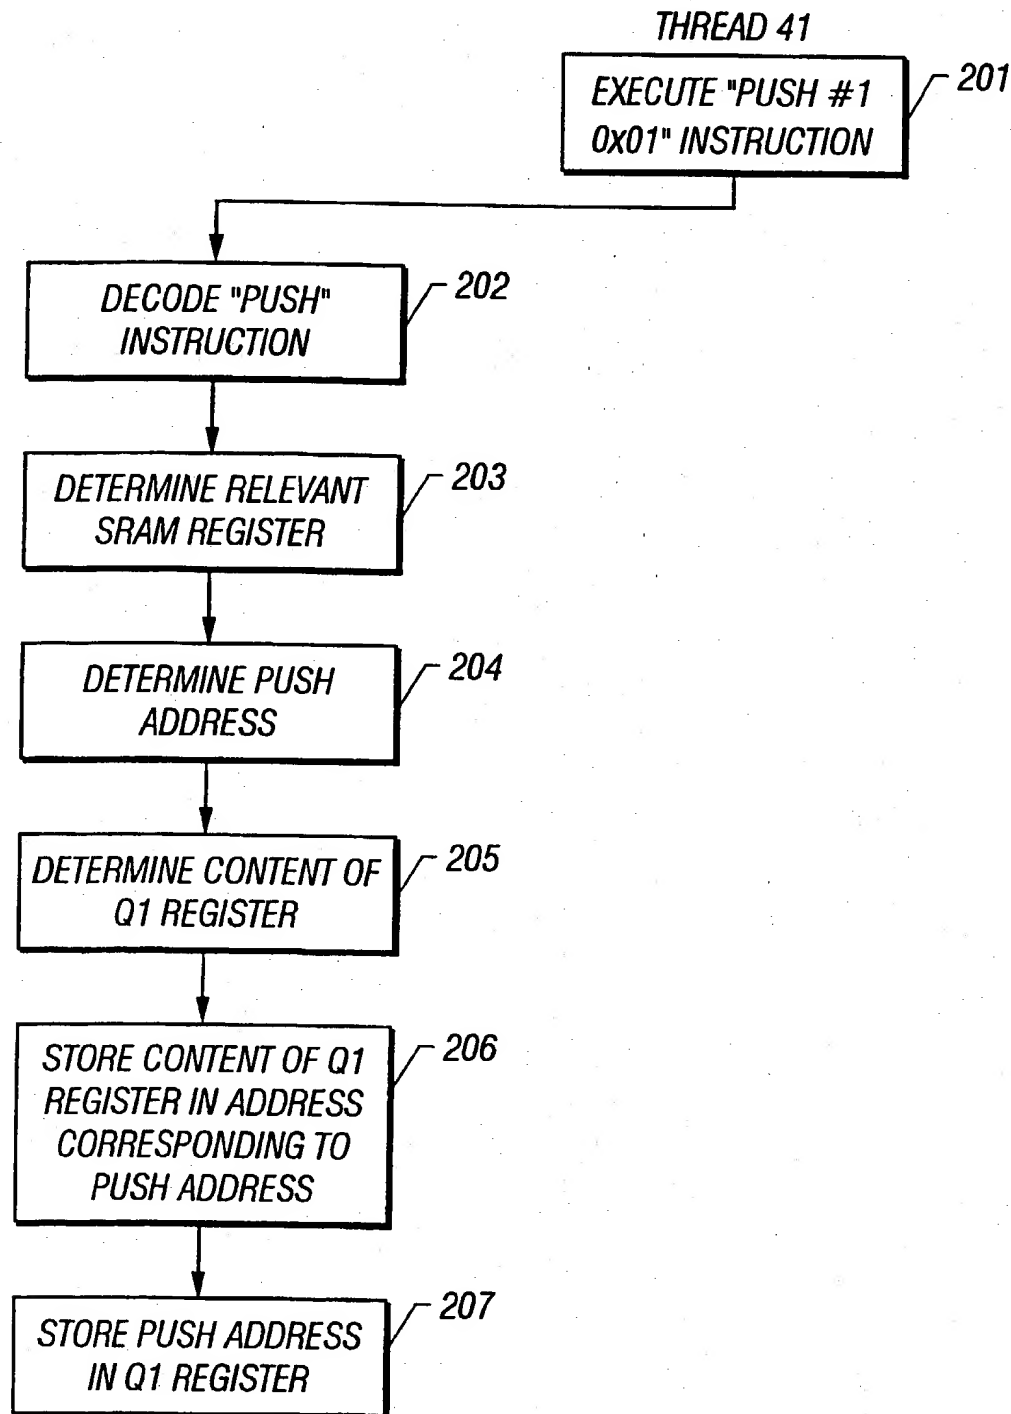 THREAD 41
EXECUTE "PUSH #1
0x01" INSTRUCTION
201
DECODE "PUSH"
INSTRUCTION
202
DETERMINE RELEVANT
SRAM REGISTER
203
DETERMINE PUSH
ADDRESS
204
DETERMINE CONTENT OF
Q1 REGISTER
205
STORE CONTENT OF Q1
REGISTER IN ADDRESS
CORRESPONDING TO
PUSH ADDRESS
206
STORE PUSH ADDRESS
IN Q1 REGISTER
207